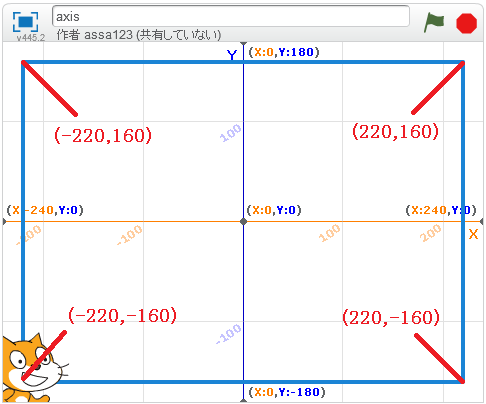 axis
v445.2
作者 assa123 (共有していない)
Y
(X:0,Y:180)
(-220,160)
100
(220,160)
(X:-240,Y:0)
(X:0,Y:0)
(X:240,Y:0)
-200
-100
100
200
X
(-220,-160)
-100
(220,-160)
(X:0,Y:-180)